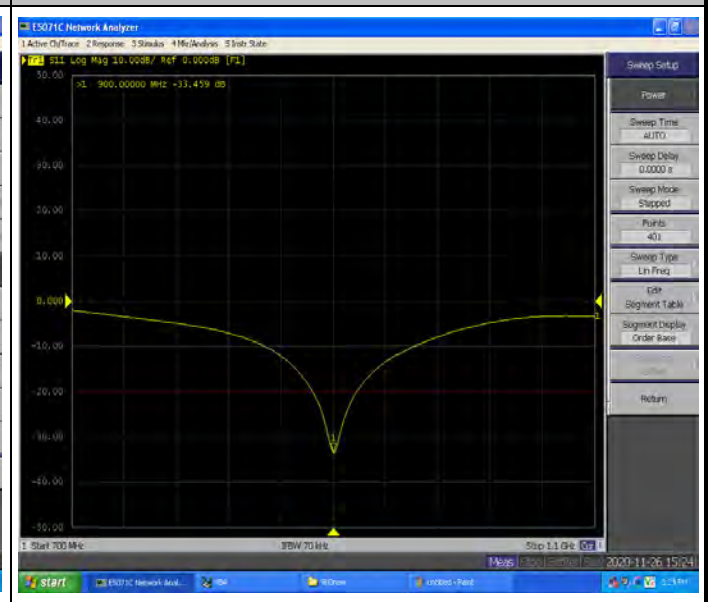 E5071C Network Analyzer
1 Active Ch/Trace 2 Response 3 Stimulus 4 Mkr/Analysis 5 Instr State
Tr1 S11 Log Mag 10.00dB/ Ref 0.000dB [F1]
50.00
>1 900.00000 MHz -33.459 dB
40.00
30.00
20.00
10.00
0.000
-10.00
-20.00
-30.00
-40.00
-50.00
1
1
1 Start 700 MHz IFBW 70 kHz Stop 1.1 GHz
Meas
2020-11-26 15:24
Sweep Setup
Power
Sweep Time
AUTO
Sweep Delay
0.0000 s
Sweep Mode
Stepped
Points
401
Sweep Type
Lin Freq
Edit
Segment Table
Segment Display
Order Base
Return
start
E5071C Network Anal...
untitled - Paint